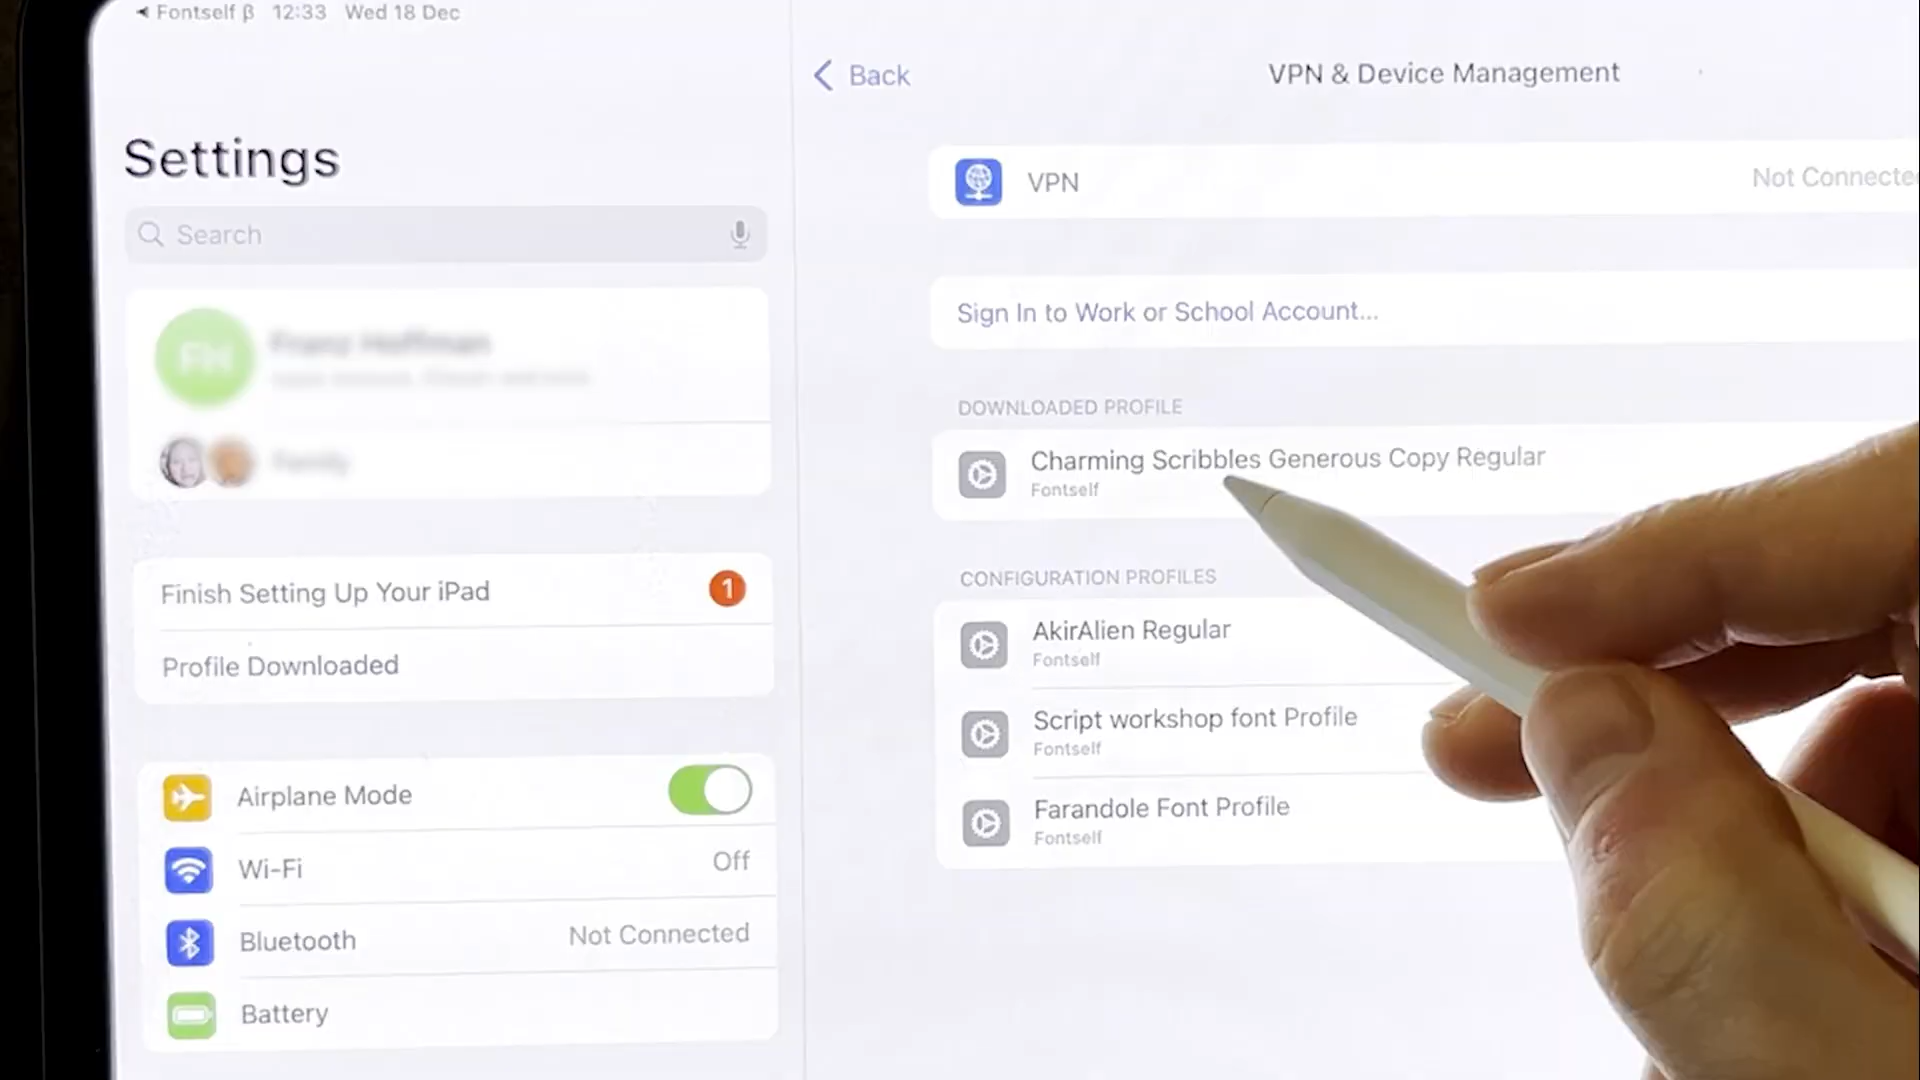 ◂ Fontself β 12:33 Wed 18 Dec
Settings
Search
Finish Setting Up Your iPad 1
Profile Downloaded
Airplane Mode
Wi-Fi Off
Bluetooth Not Connected
Battery
Back
VPN & Device Management
VPN Not Connecte
Sign In to Work or School Account...
DOWNLOADED PROFILE
Charming Scribbles Generous Copy Regular
Fontself
CONFIGURATION PROFILES
AkirAlien Regular
Fontself
Script workshop font Profile
Fontself
Farandole Font Profile
Fontself